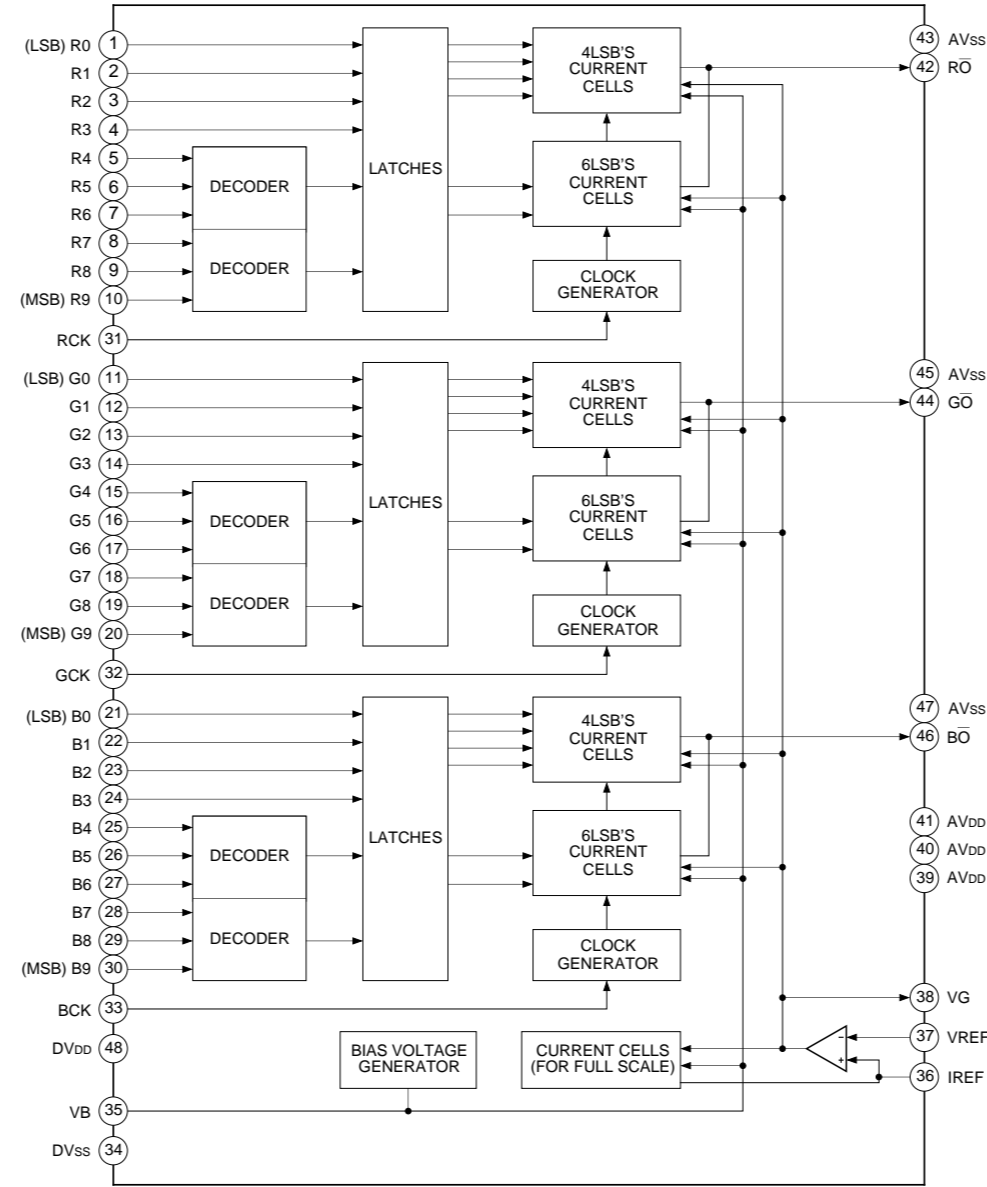 (LSB) R0 1
R1 2
R2 3
R3 4
R4 5
R5 6
R6 7
R7 8
R8 9
(MSB) R9 10
RCK 31
DECODER
DECODER
LATCHES
4LSB'S
CURRENT
CELLS
6LSB'S
CURRENT
CELLS
CLOCK
GENERATOR
43 AVSS
42 RO̅
(LSB) G0 11
G1 12
G2 13
G3 14
G4 15
G5 16
G6 17
G7 18
G8 19
(MSB) G9 20
GCK 32
DECODER
DECODER
LATCHES
4LSB'S
CURRENT
CELLS
6LSB'S
CURRENT
CELLS
CLOCK
GENERATOR
45 AVSS
44 GO̅
(LSB) B0 21
B1 22
B2 23
B3 24
B4 25
B5 26
B6 27
B7 28
B8 29
(MSB) B9 30
BCK 33
DECODER
DECODER
LATCHES
4LSB'S
CURRENT
CELLS
6LSB'S
CURRENT
CELLS
CLOCK
GENERATOR
47 AVSS
46 BO̅
41 AVDD
40 AVDD
39 AVDD
DVDD 48
VB 35
DVSS 34
BIAS VOLTAGE
GENERATOR
CURRENT CELLS
(FOR FULL SCALE)
-
+
38 VG
37 VREF
36 IREF